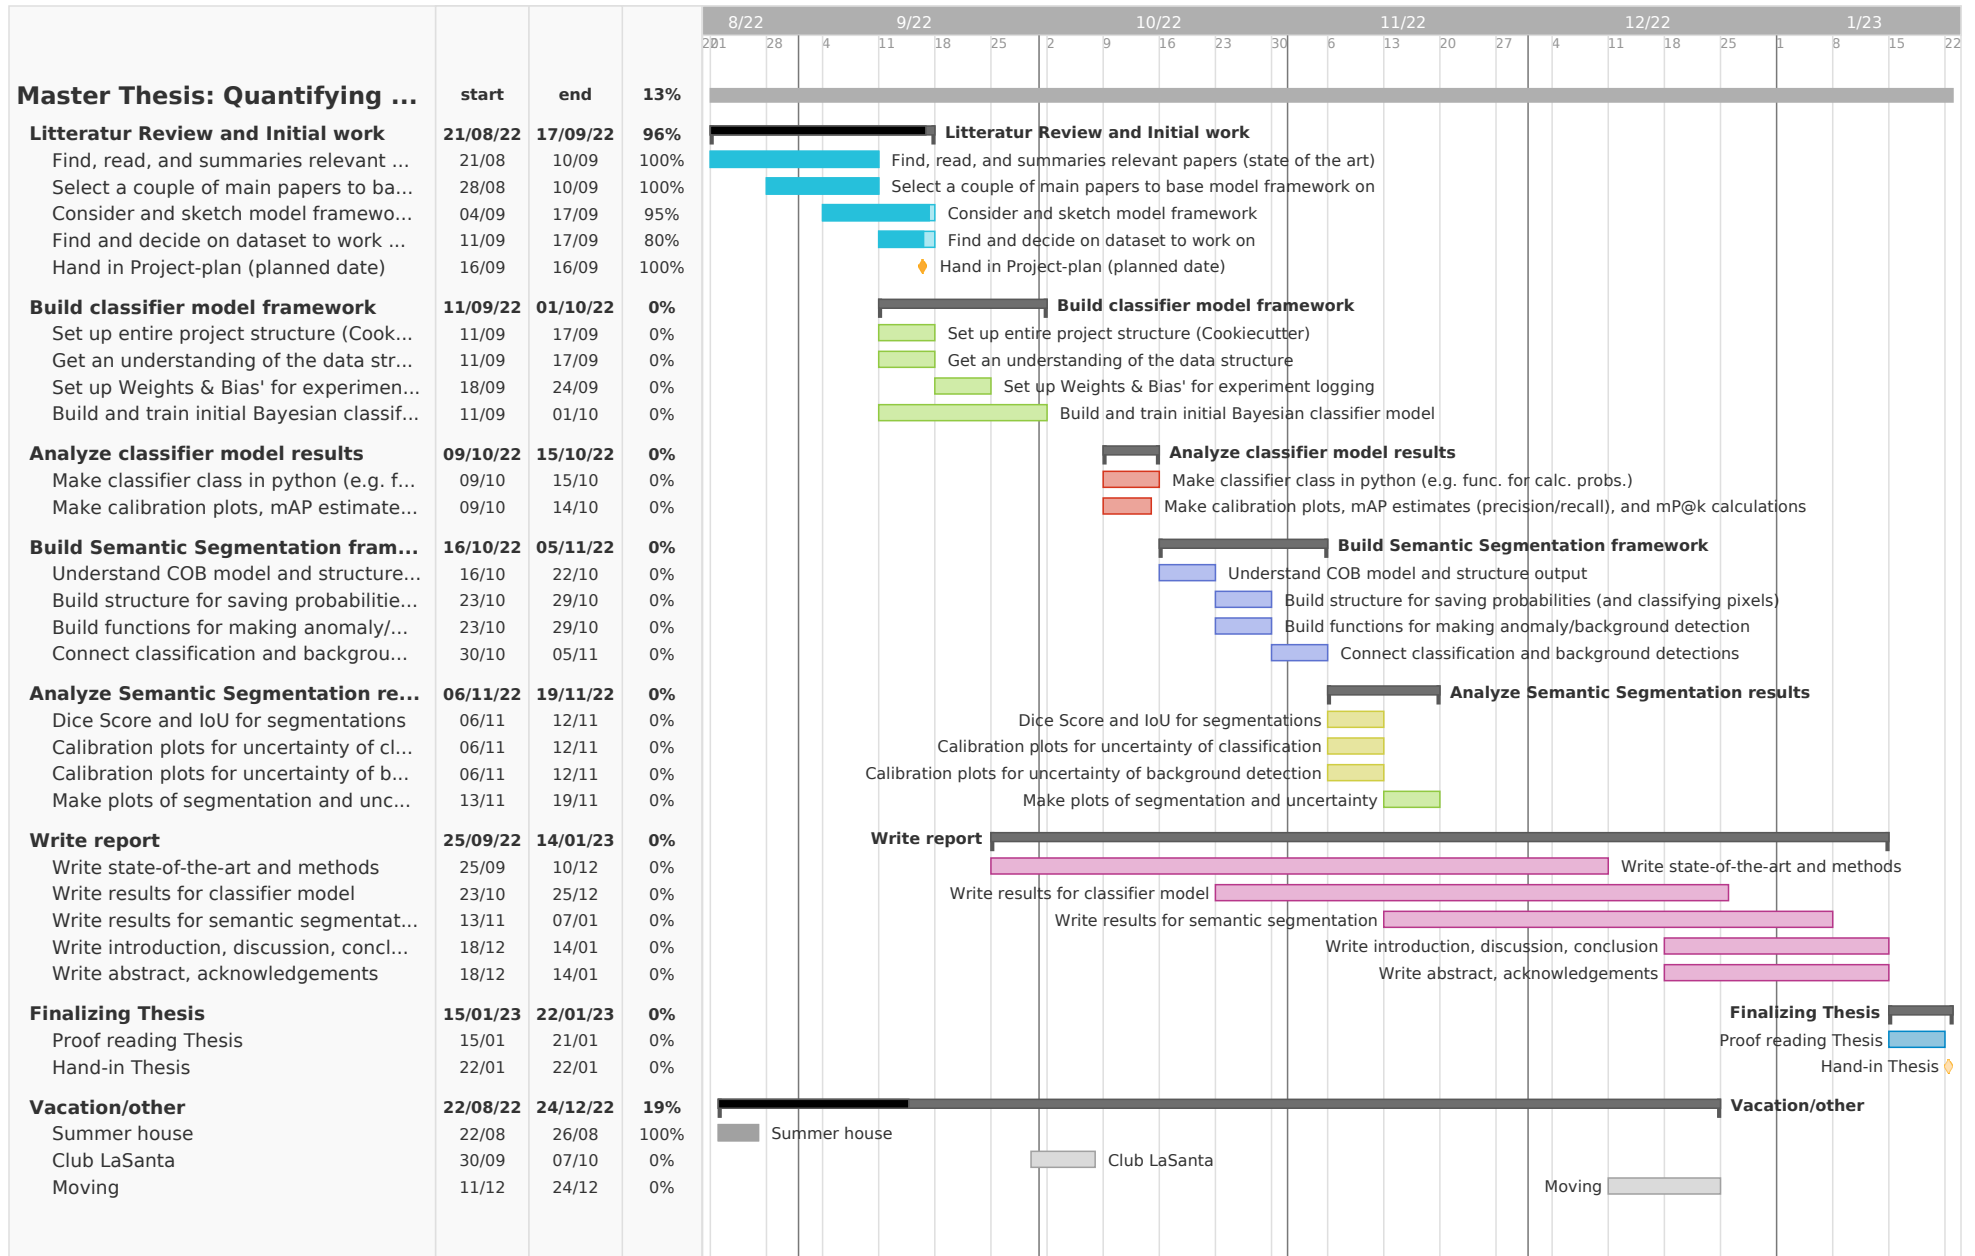 8/22 9/22 10/22 11/22 12/22 1/23
21 28 4 11 18 25 2 9 16 23 30 6 13 20 27 4 11 18 25 1 8 15 22
Master Thesis: Quantifying ... start end 13%
Litteratur Review and Initial work 21/08/22 17/09/22 96% Litteratur Review and Initial work
Find, read, and summaries relevant ... 21/08 10/09 100% Find, read, and summaries relevant papers (state of the art)
Select a couple of main papers to ba... 28/08 10/09 100% Select a couple of main papers to base model framework on
Consider and sketch model framewo... 04/09 17/09 95% Consider and sketch model framework
Find and decide on dataset to work ... 11/09 17/09 80% Find and decide on dataset to work on
Hand in Project-plan (planned date) 16/09 16/09 100% Hand in Project-plan (planned date)
Build classifier model framework 11/09/22 01/10/22 0% Build classifier model framework
Set up entire project structure (Cook... 11/09 17/09 0% Set up entire project structure (Cookiecutter)
Get an understanding of the data str... 11/09 17/09 0% Get an understanding of the data structure
Set up Weights & Bias' for experimen... 18/09 24/09 0% Set up Weights & Bias' for experiment logging
Build and train initial Bayesian classif... 11/09 01/10 0% Build and train initial Bayesian classifier model
Analyze classifier model results 09/10/22 15/10/22 0% Analyze classifier model results
Make classifier class in python (e.g. f... 09/10 15/10 0% Make classifier class in python (e.g. func. for calc. probs.)
Make calibration plots, mAP estimate... 09/10 14/10 0% Make calibration plots, mAP estimates (precision/recall), and mP@k calculations
Build Semantic Segmentation fram... 16/10/22 05/11/22 0% Build Semantic Segmentation framework
Understand COB model and structure... 16/10 22/10 0% Understand COB model and structure output
Build structure for saving probabilitie... 23/10 29/10 0% Build structure for saving probabilities (and classifying pixels)
Build functions for making anomaly/... 23/10 29/10 0% Build functions for making anomaly/background detection
Connect classification and backgrou... 30/10 05/11 0% Connect classification and background detections
Analyze Semantic Segmentation re... 06/11/22 19/11/22 0% Analyze Semantic Segmentation results
Dice Score and IoU for segmentations 06/11 12/11 0% Dice Score and IoU for segmentations
Calibration plots for uncertainty of cl... 06/11 12/11 0% Calibration plots for uncertainty of classification
Calibration plots for uncertainty of b... 06/11 12/11 0% Calibration plots for uncertainty of background detection
Make plots of segmentation and unc... 13/11 19/11 0% Make plots of segmentation and uncertainty
Write report 25/09/22 14/01/23 0% Write report
Write state-of-the-art and methods 25/09 10/12 0% Write state-of-the-art and methods
Write results for classifier model 23/10 25/12 0% Write results for classifier model
Write results for semantic segmentat... 13/11 07/01 0% Write results for semantic segmentation
Write introduction, discussion, concl... 18/12 14/01 0% Write introduction, discussion, conclusion
Write abstract, acknowledgements 18/12 14/01 0% Write abstract, acknowledgements
Finalizing Thesis 15/01/23 22/01/23 0% Finalizing Thesis
Proof reading Thesis 15/01 21/01 0% Proof reading Thesis
Hand-in Thesis 22/01 22/01 0% Hand-in Thesis
Vacation/other 22/08/22 24/12/22 19% Vacation/other
Summer house 22/08 26/08 100% Summer house
Club LaSanta 30/09 07/10 0% Club LaSanta
Moving 11/12 24/12 0% Moving